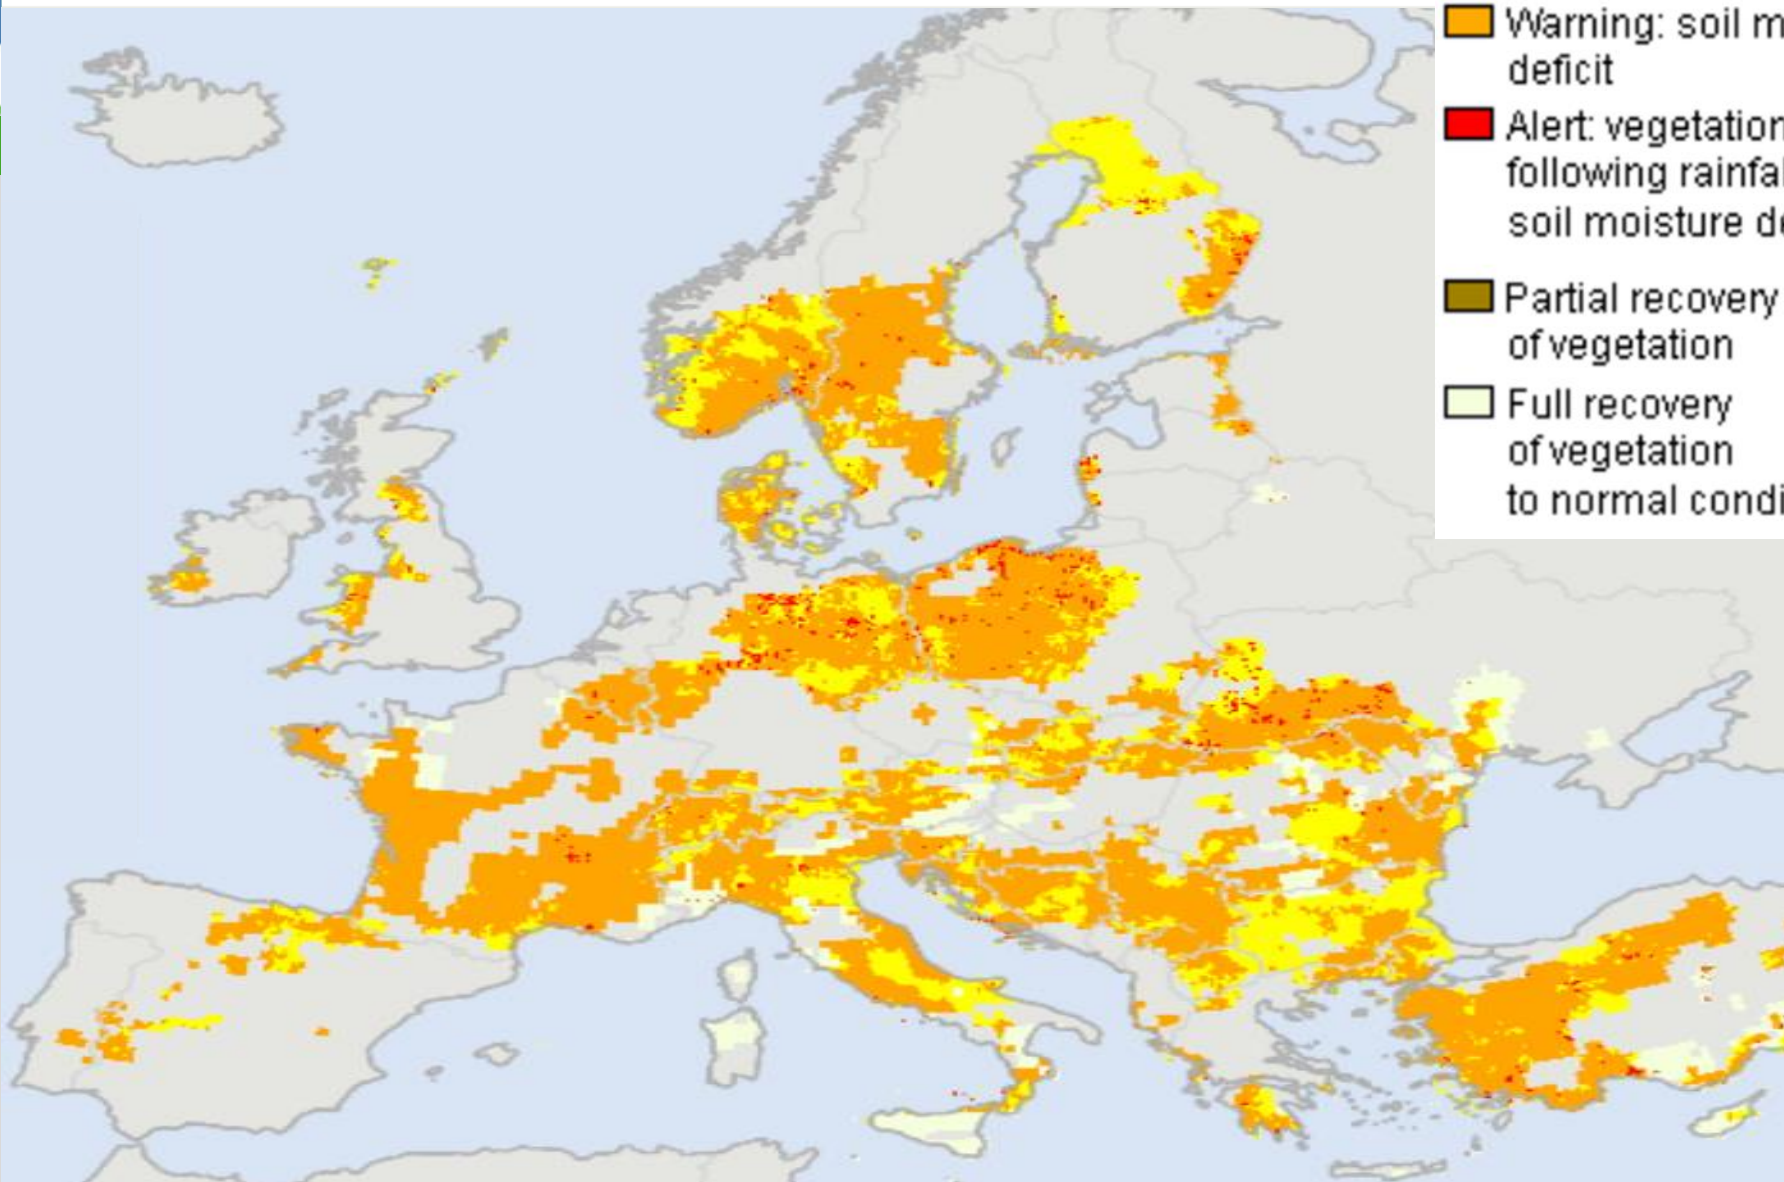 Warning: soil m
deficit
Alert: vegetation
following rainfal
soil moisture de
Partial recovery
of vegetation
Full recovery
of vegetation
to normal condi